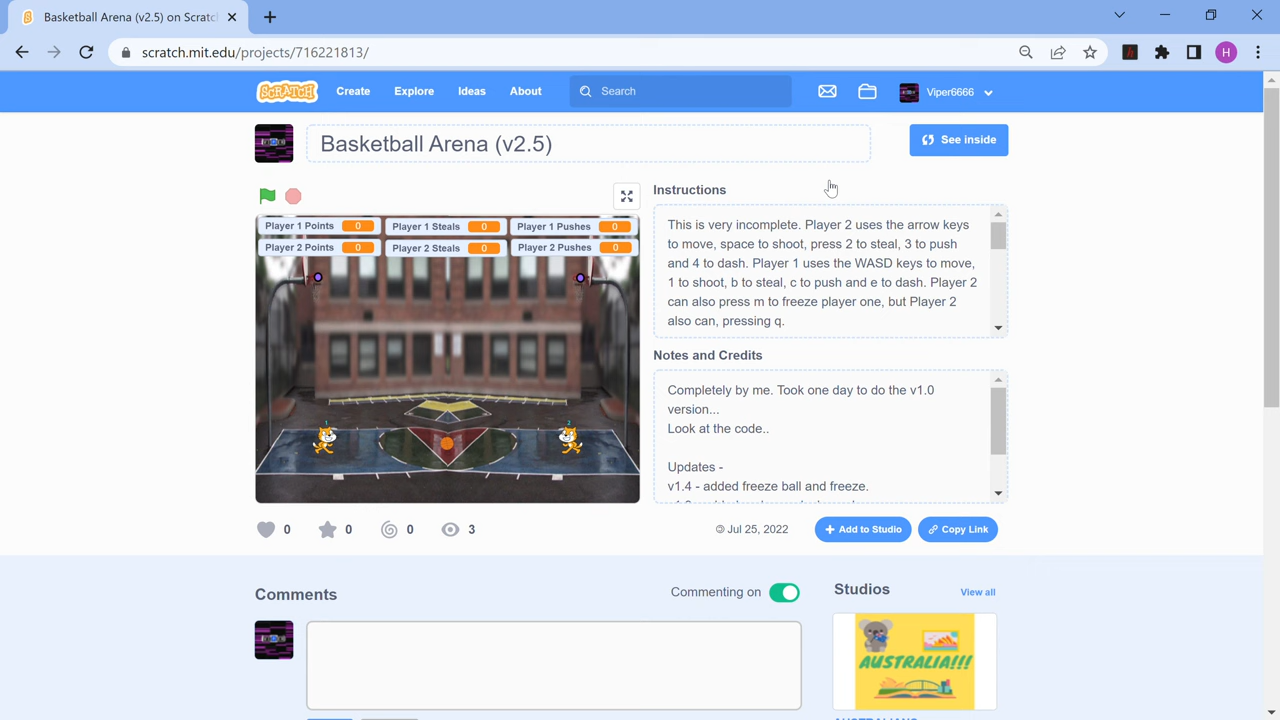 Basketball Arena (v2.5) on Scratc
scratch.mit.edu/projects/716221813/
H
SCRATCH
Create
Explore
Ideas
About
Search
Viper6666
Basketball Arena (v2.5)
See inside
Player 1 Points 0
Player 1 Steals 0
Player 1 Pushes 0
Player 2 Points 0
Player 2 Steals 0
Player 2 Pushes 0
1
2
Instructions
This is very incomplete. Player 2 uses the arrow keys
to move, space to shoot, press 2 to steal, 3 to push
and 4 to dash. Player 1 uses the WASD keys to move,
1 to shoot, b to steal, c to push and e to dash. Player 2
can also press m to freeze player one, but Player 2
also can, pressing q.
Notes and Credits
Completely by me. Took one day to do the v1.0
version...
Look at the code..
Updates -
v1.4 - added freeze ball and freeze.
0
0
0
3
© Jul 25, 2022
Add to Studio
Copy Link
Comments
Commenting on
Studios
View all
AUSTRALIA!!!